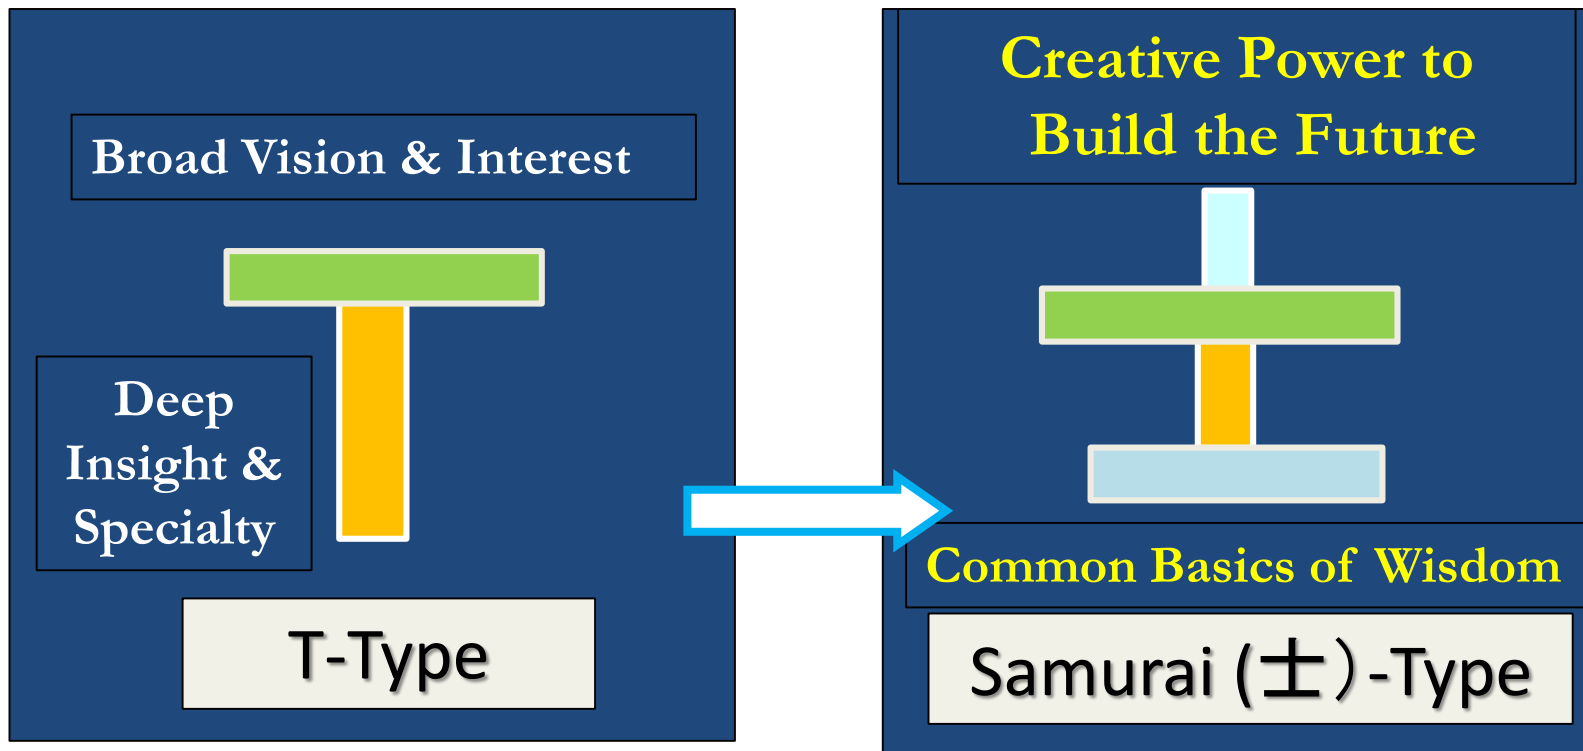 Broad Vision & Interest
Deep
Insight &
Specialty
T-Type
Creative Power to
Build the Future
Common Basics of Wisdom
Samurai (士）-Type